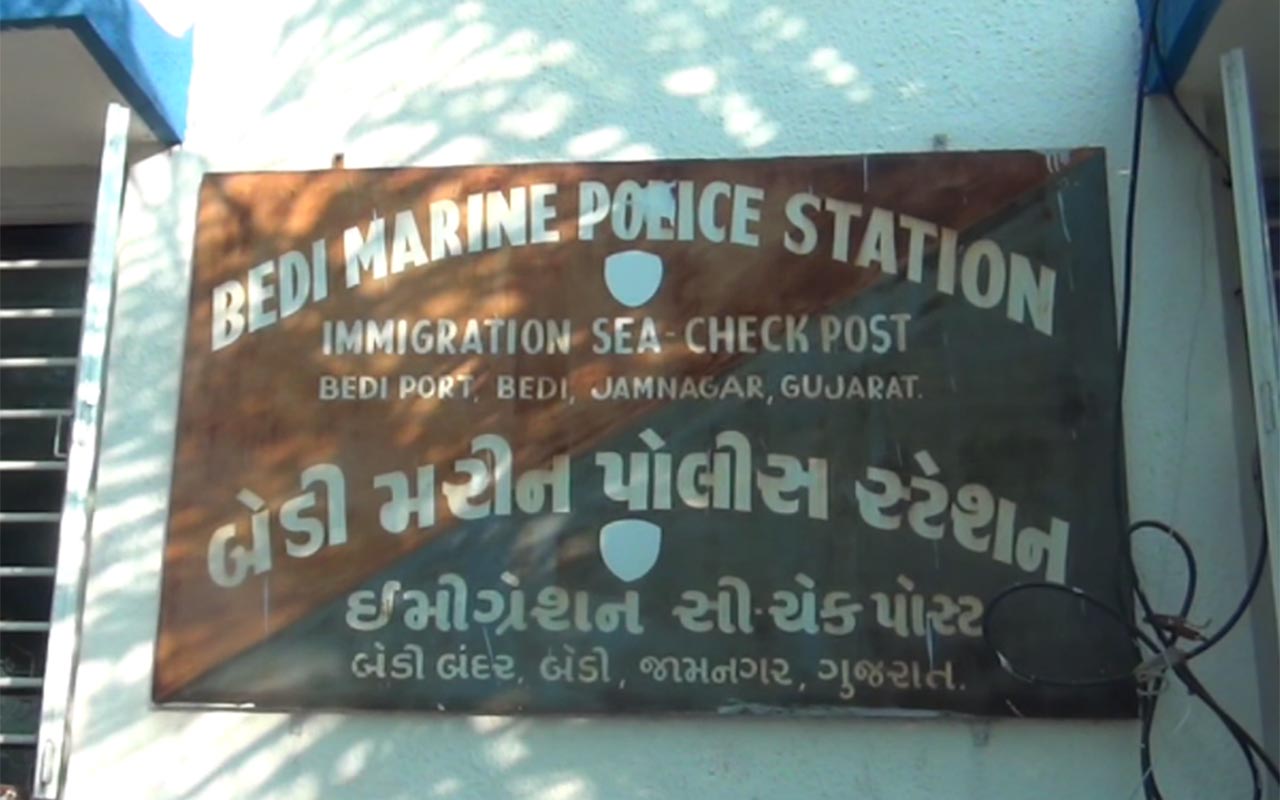 BEDI MARINE POLICE STATION
IMMIGRATION SEA-CHECK POST
BEDI PORT, BEDI, JAMNAGAR, GUJARAT.
બેડી મરીન પોલીસ સ્ટેશન
ઈમીગ્રેશન સી-ચેક પોસ્ટ
બેડી બંદર, બેડી, જામનગર, ગુજરાત.